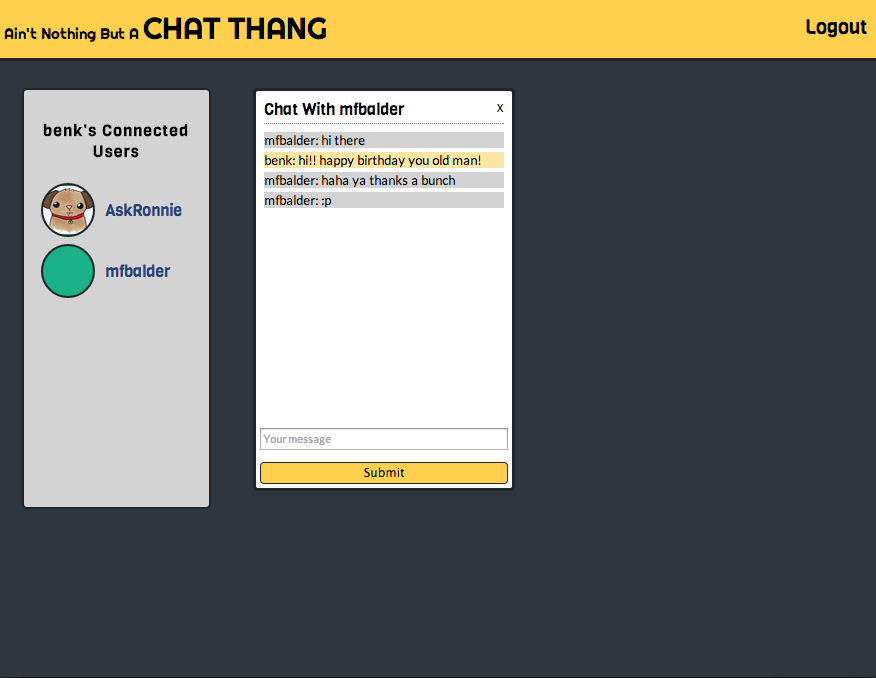 Ain't Nothing But A CHAT THANG
Logout
benk's Connected
Users
AskRonnie
mfbalder
Chat With mfbalder
X
mfbalder: hi there
benk: hi!! happy birthday you old man!
mfbalder: haha ya thanks a bunch
mfbalder: :p
Your message
Submit